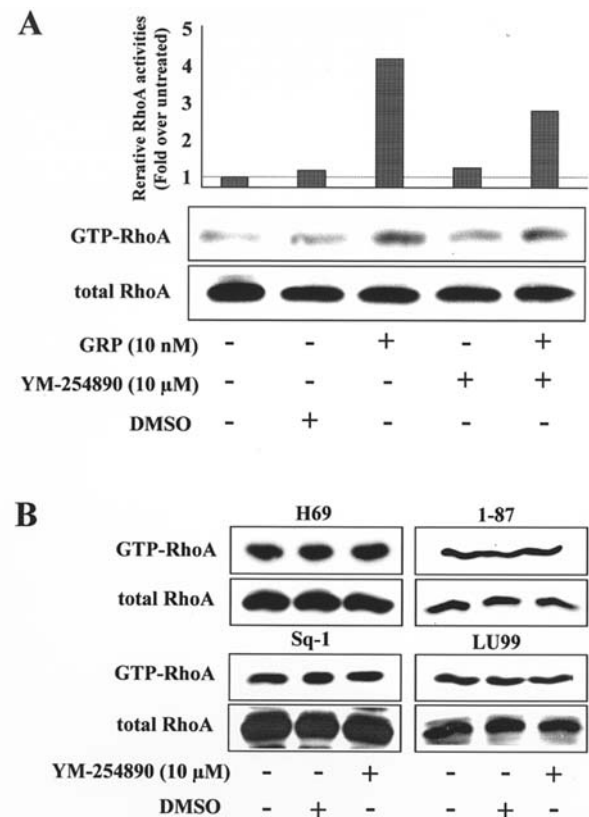 A
Rerative RhoA activities
(Fold over untreated)
5
4
3
2
1
GTP-RhoA
total RhoA
GRP (10 nM) - - + - +
YM-254890 (10 µM) - - - + +
DMSO - + - - -
B
H69 1-87
GTP-RhoA
total RhoA
Sq-1 LU99
GTP-RhoA
total RhoA
YM-254890 (10 µM) - - + - - +
DMSO - + - - + -